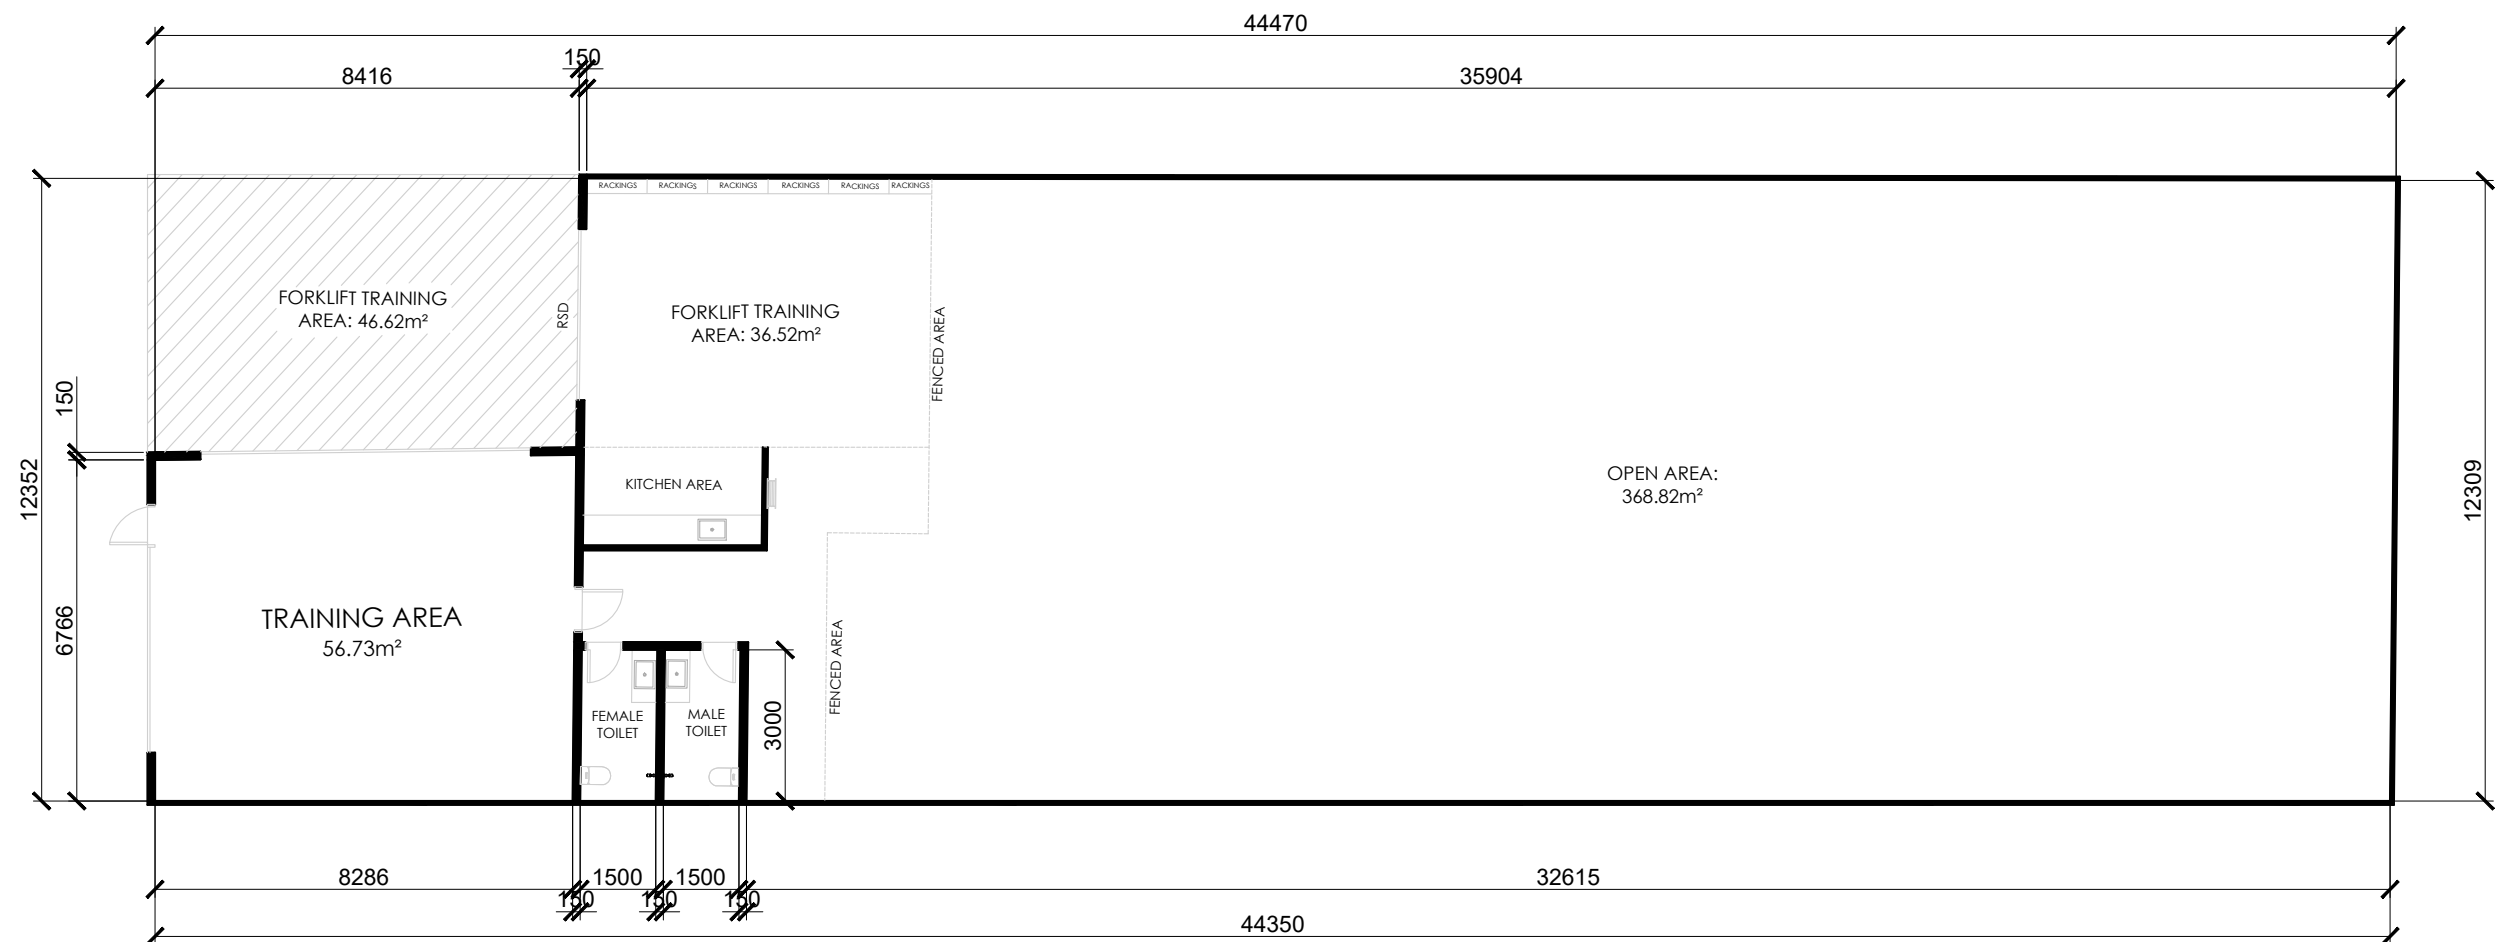 44470
150
8416
35904
RACKINGS RACKINGS RACKINGS RACKINGS RACKINGS RACKINGS
FORKLIFT TRAINING
AREA: 46.62m²
RSD
FORKLIFT TRAINING
AREA: 36.52m²
FENCED AREA
150
12352
6766
KITCHEN AREA
OPEN AREA:
368.82m²
12309
TRAINING AREA
56.73m²
FENCED AREA
FEMALE
TOILET
MALE
TOILET
3000
8286
1500
1500
32615
150
150
150
44350